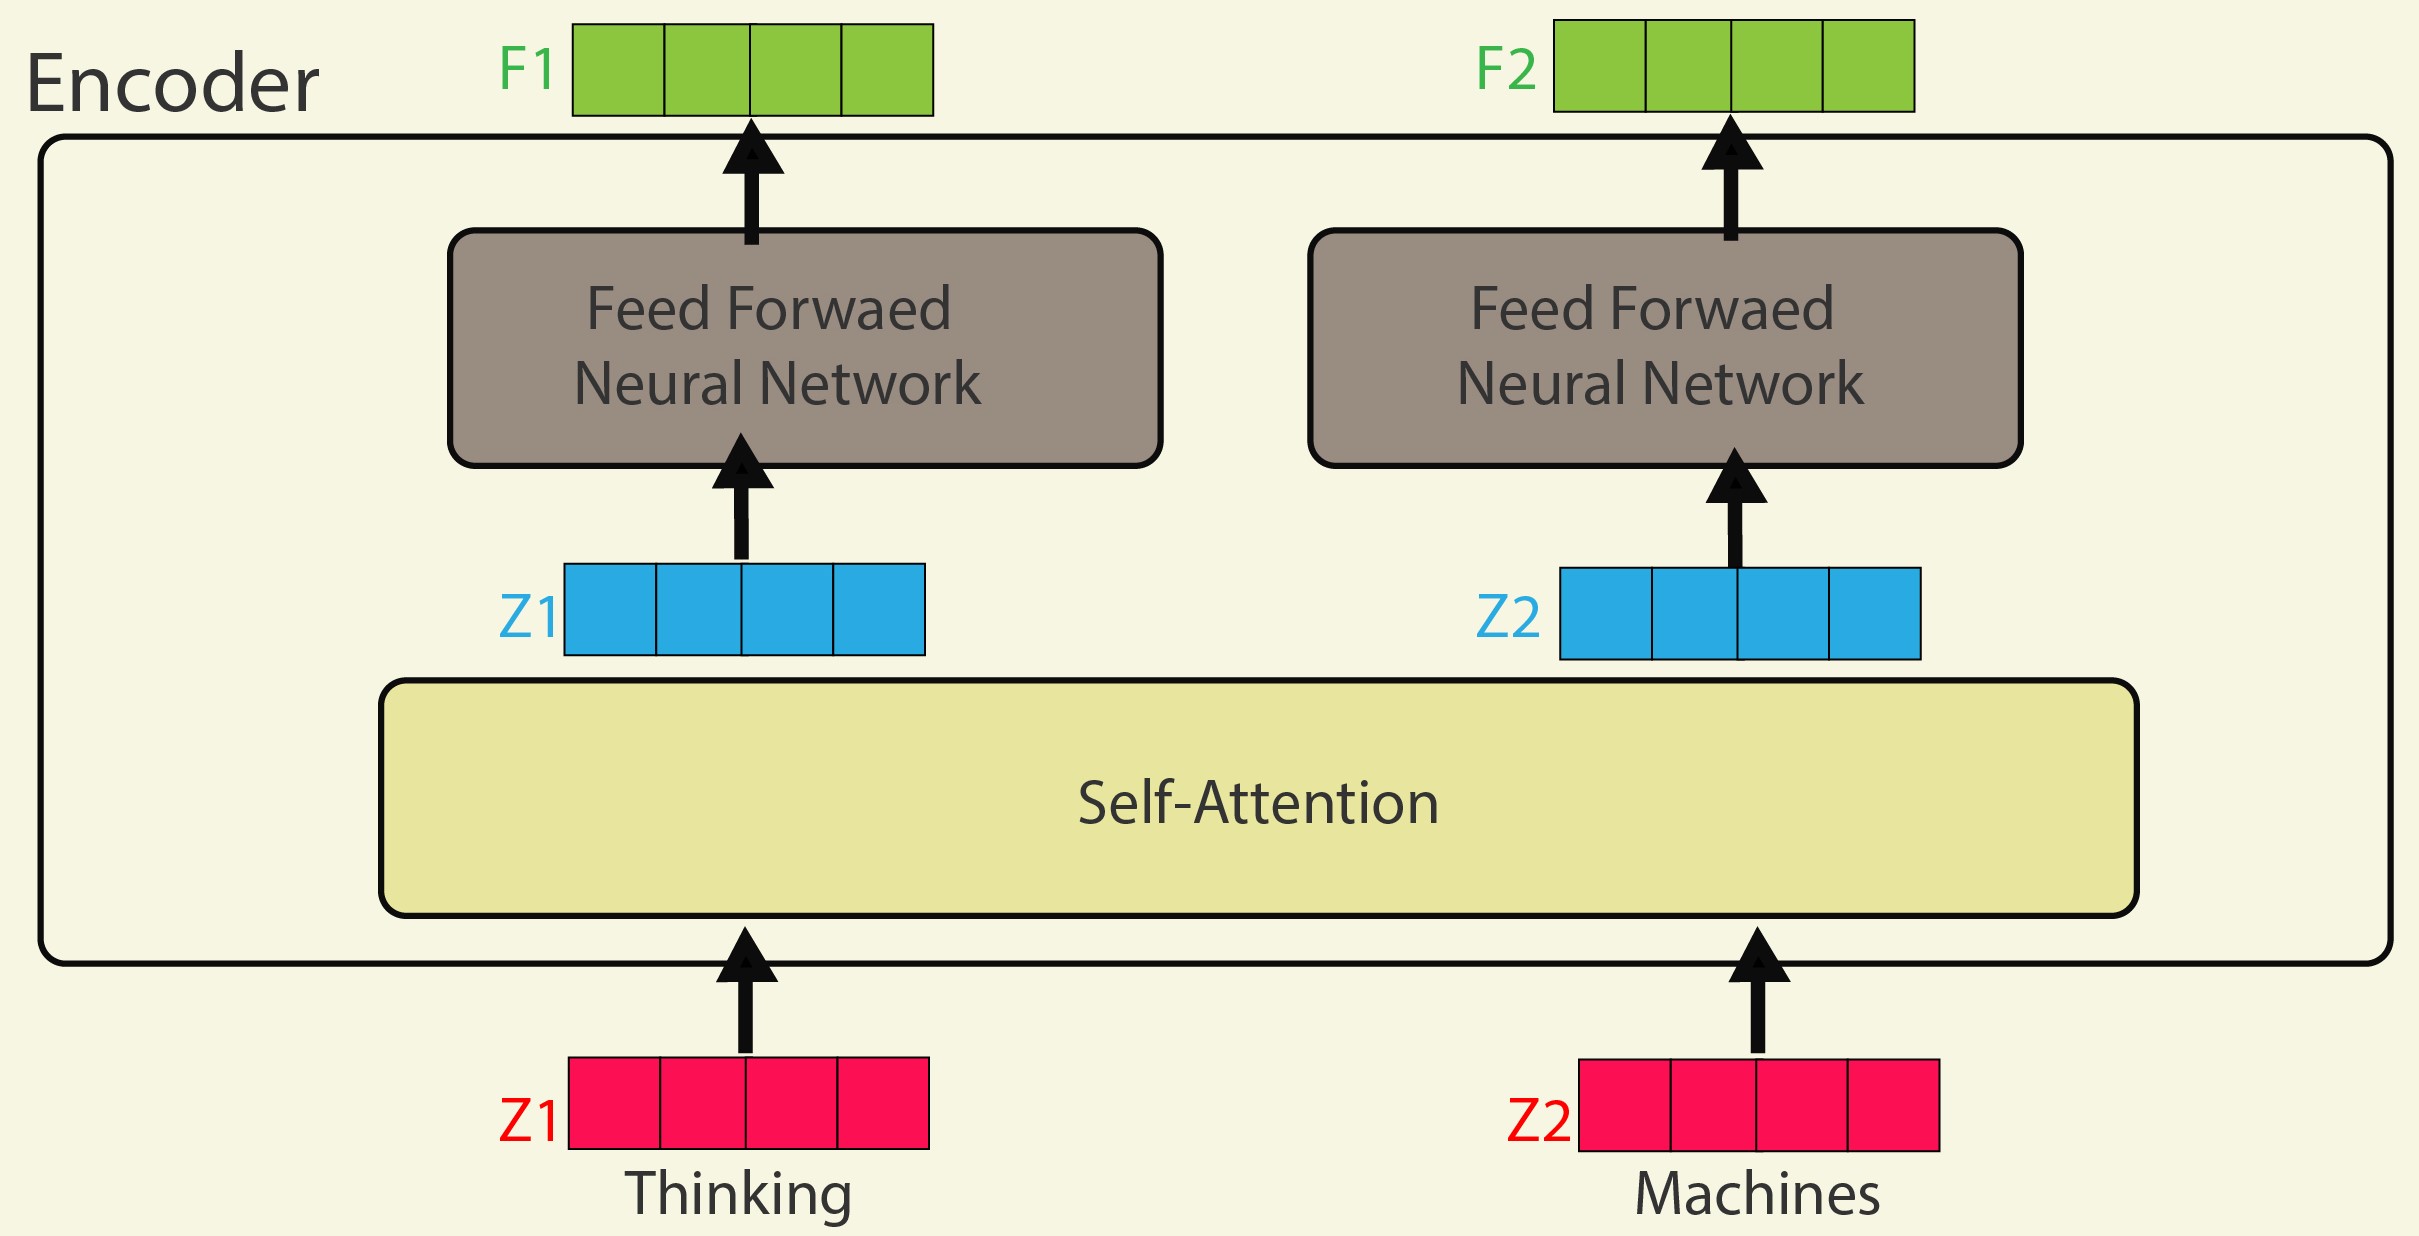 Encoder
F1
F2
Feed Forwaed
Neural Network
Feed Forwaed
Neural Network
Z1
Z2
Self-Attention
Z1
Z2
Thinking
Machines